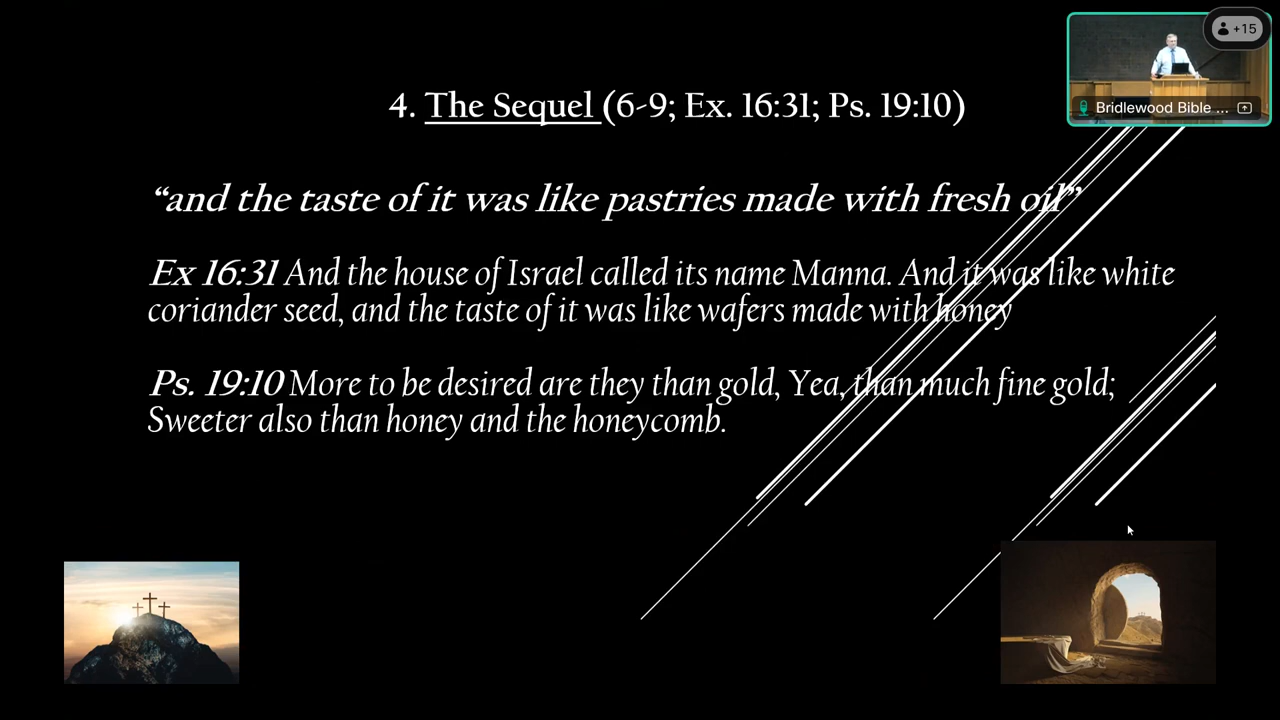 +15
Bridlewood Bible ...
4. The Sequel (6-9; Ex. 16:31; Ps. 19:10)
“and the taste of it was like pastries made with fresh oil”
Ex 16:31 And the house of Israel called its name Manna. And it was like white
coriander seed, and the taste of it was like wafers made with honey
Ps. 19:10 More to be desired are they than gold, Yea, than much fine gold;
Sweeter also than honey and the honeycomb.